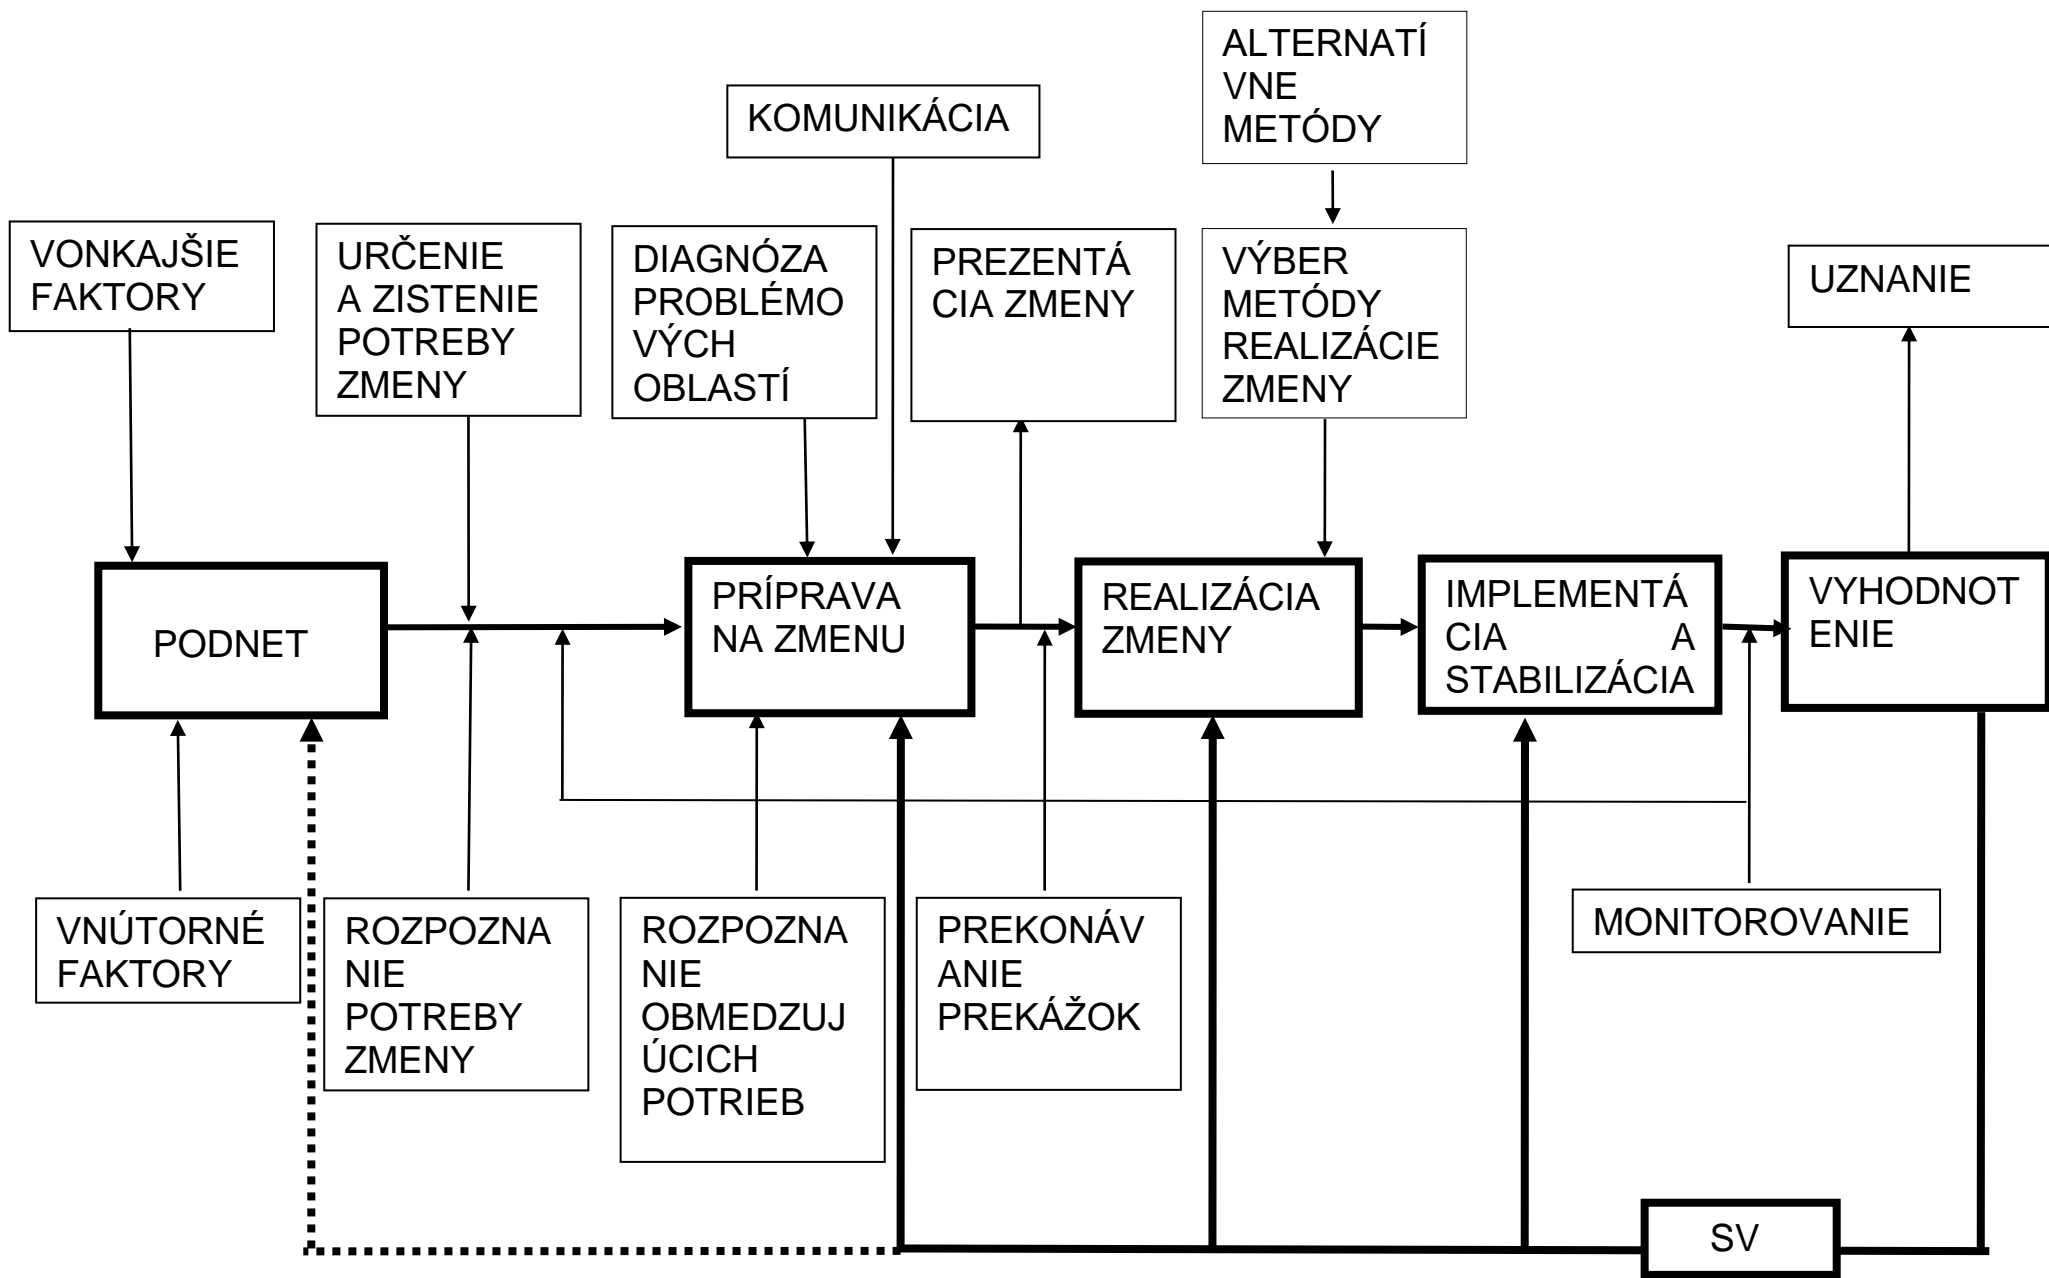 ALTERNATÍ
VNE
METÓDY
KOMUNIKÁCIA
VONKAJŠIE
FAKTORY
URČENIE
A ZISTENIE
POTREBY
ZMENY
DIAGNÓZA
PROBLÉMO
VÝCH
OBLASTÍ
PREZENTÁ
CIA ZMENY
VÝBER
METÓDY
REALIZÁCIE
ZMENY
UZNANIE
PODNET
PRÍPRAVA
NA ZMENU
REALIZÁCIA
ZMENY
IMPLEMENTÁ
CIA A
STABILIZÁCIA
VYHODNOT
ENIE
VNÚTORNÉ
FAKTORY
ROZPOZNA
NIE
POTREBY
ZMENY
ROZPOZNA
NIE
OBMEDZUJ
ÚCICH
POTRIEB
PREKONÁV
ANIE
PREKÁŽOK
MONITOROVANIE
SV